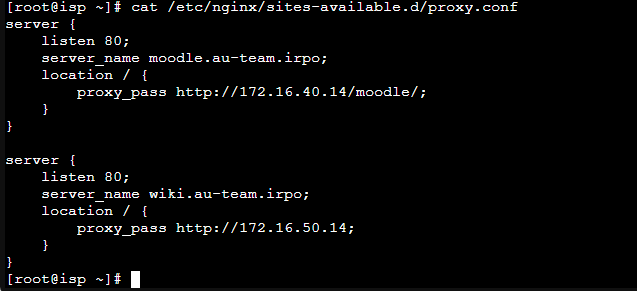 [root@isp ~]# cat /etc/nginx/sites-available.d/proxy.conf
server {
    listen 80;
    server_name moodle.au-team.irpo;
    location / {
        proxy_pass http://172.16.40.14/moodle/;
    }
}

server {
    listen 80;
    server_name wiki.au-team.irpo;
    location / {
        proxy_pass http://172.16.50.14;
    }
}
[root@isp ~]#